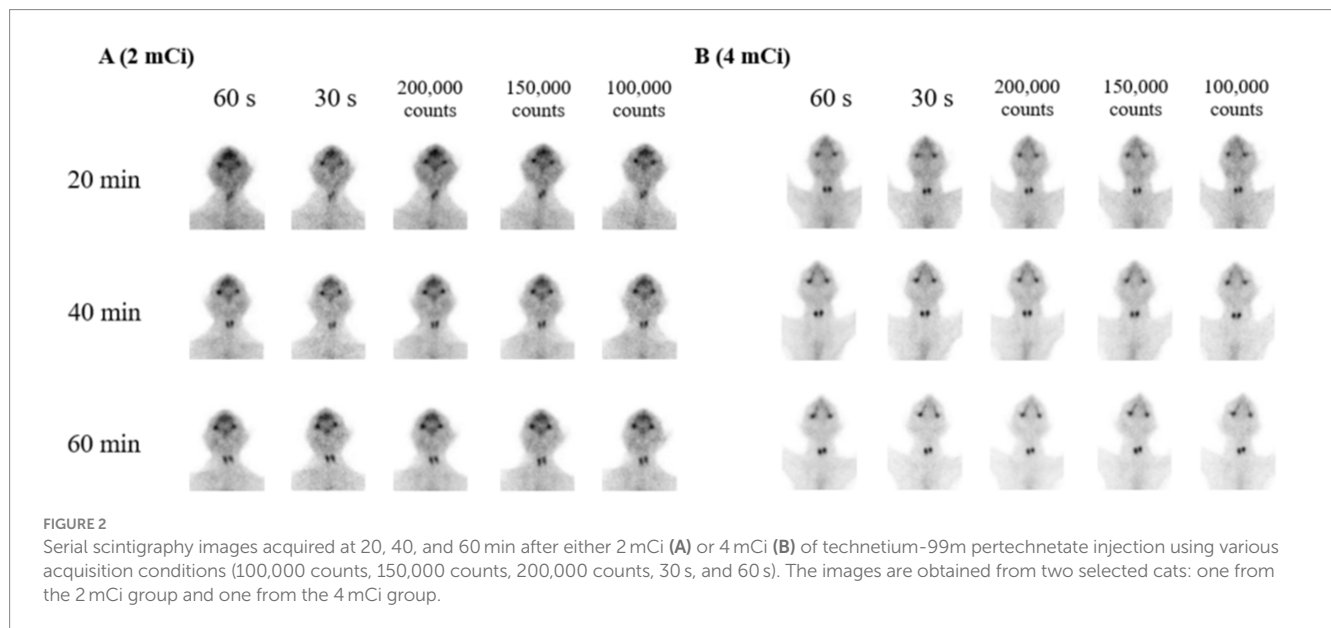 A (2 mCi)
B (4 mCi)
60 s 30 s 200,000 counts 150,000 counts 100,000 counts
60 s 30 s 200,000 counts 150,000 counts 100,000 counts
20 min
40 min
60 min
FIGURE 2
Serial scintigraphy images acquired at 20, 40, and 60 min after either 2 mCi (A) or 4 mCi (B) of technetium-99m pertechnetate injection using various
acquisition conditions (100,000 counts, 150,000 counts, 200,000 counts, 30 s, and 60 s). The images are obtained from two selected cats: one from
the 2 mCi group and one from the 4 mCi group.